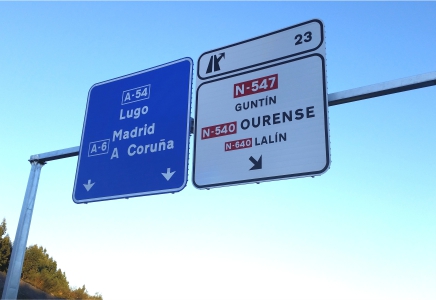 A-54
Lugo
Madrid
A-6 A Coruña
23
N-547
GUNTÍN
N-540 OURENSE
N-640 LALÍN